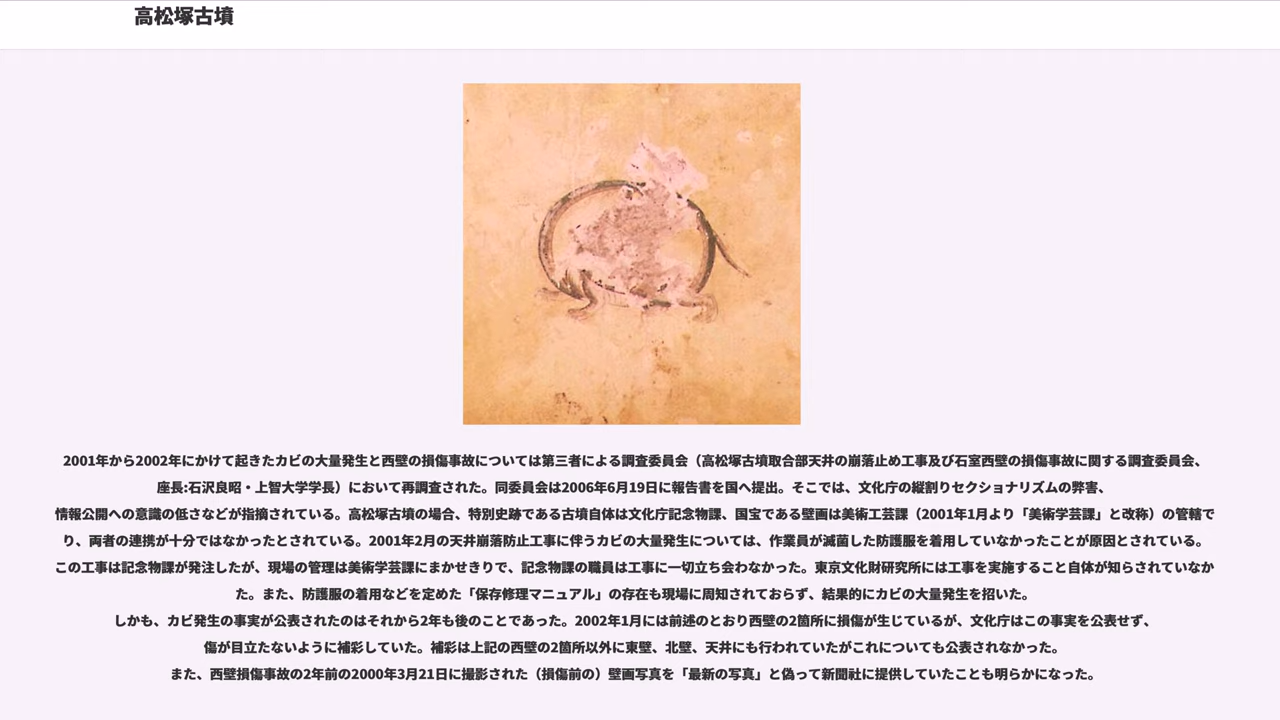 高松塚古墳
2001年から2002年にかけて起きたカビの大量発生と西壁の損傷事故については第三者による調査委員会（高松塚古墳取合部天井の崩落止め工事及び石室西壁の損傷事故に関する調査委員会、
座長:石沢良昭・上智大学学長）において再調査された。同委員会は2006年6月19日に報告書を国へ提出。そこでは、文化庁の縦割りセクショナリズムの弊害、
情報公開への意識の低さなどが指摘されている。高松塚古墳の場合、特別史跡である古墳自体は文化庁記念物課、国宝である壁画は美術工芸課（2001年1月より「美術学芸課」と改称）の管轄で
り、両者の連携が十分ではなかったとされている。2001年2月の天井崩落防止工事に伴うカビの大量発生については、作業員が滅菌した防護服を着用していなかったことが原因とされている。
この工事は記念物課が発注したが、現場の管理は美術学芸課にまかせきりで、記念物課の職員は工事に一切立ち会わなかった。東京文化財研究所には工事を実施すること自体が知らされていなか
た。また、防護服の着用などを定めた「保存修理マニュアル」の存在も現場に周知されておらず、結果的にカビの大量発生を招いた。
しかも、カビ発生の事実が公表されたのはそれから2年も後のことであった。2002年1月には前述のとおり西壁の2箇所に損傷が生じているが、文化庁はこの事実を公表せず、
傷が目立たないように補彩していた。補彩は上記の西壁の2箇所以外に東壁、北壁、天井にも行われていたがこれについても公表されなかった。
また、西壁損傷事故の2年前の2000年3月21日に撮影された（損傷前の）壁画写真を「最新の写真」と偽って新聞社に提供していたことも明らかになった。